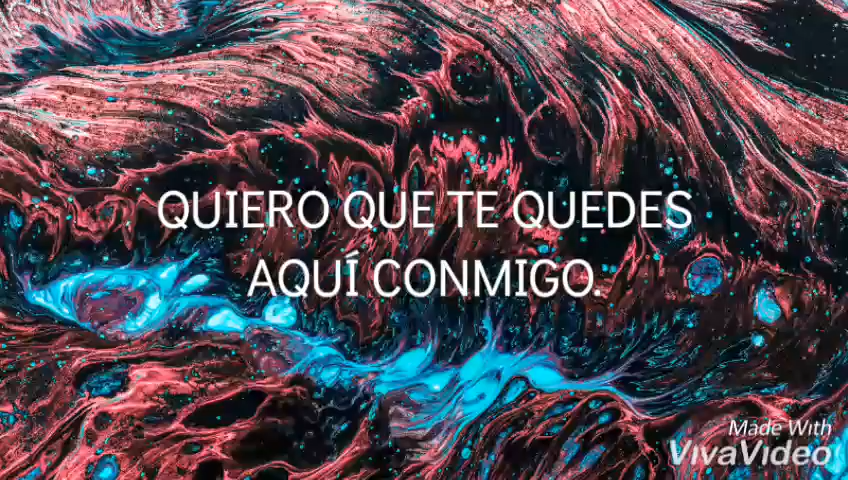 QUIERO QUE TE QUEDES
AQUÍ CONMIGO.
Made With
VivaVideo